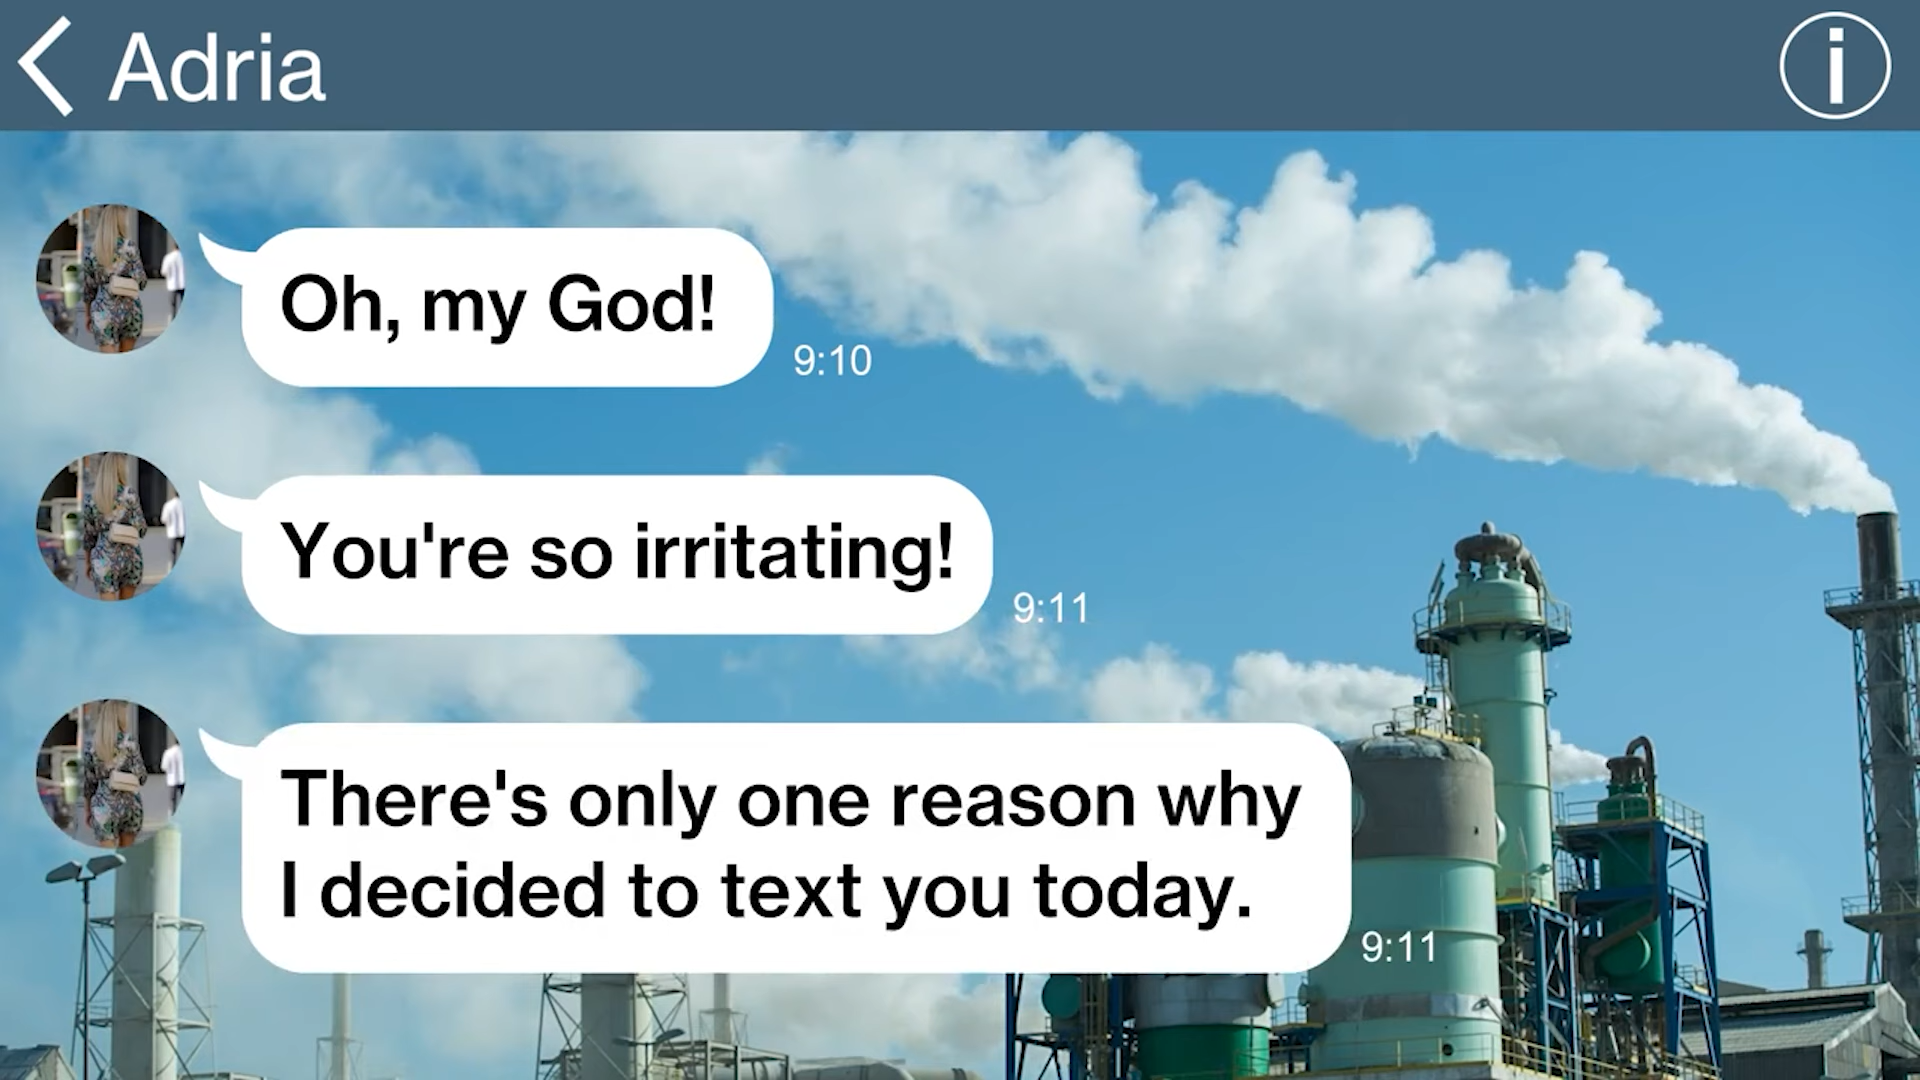 Adria
Oh, my God!
9:10
You're so irritating!
9:11
There's only one reason why
I decided to text you today.
9:11